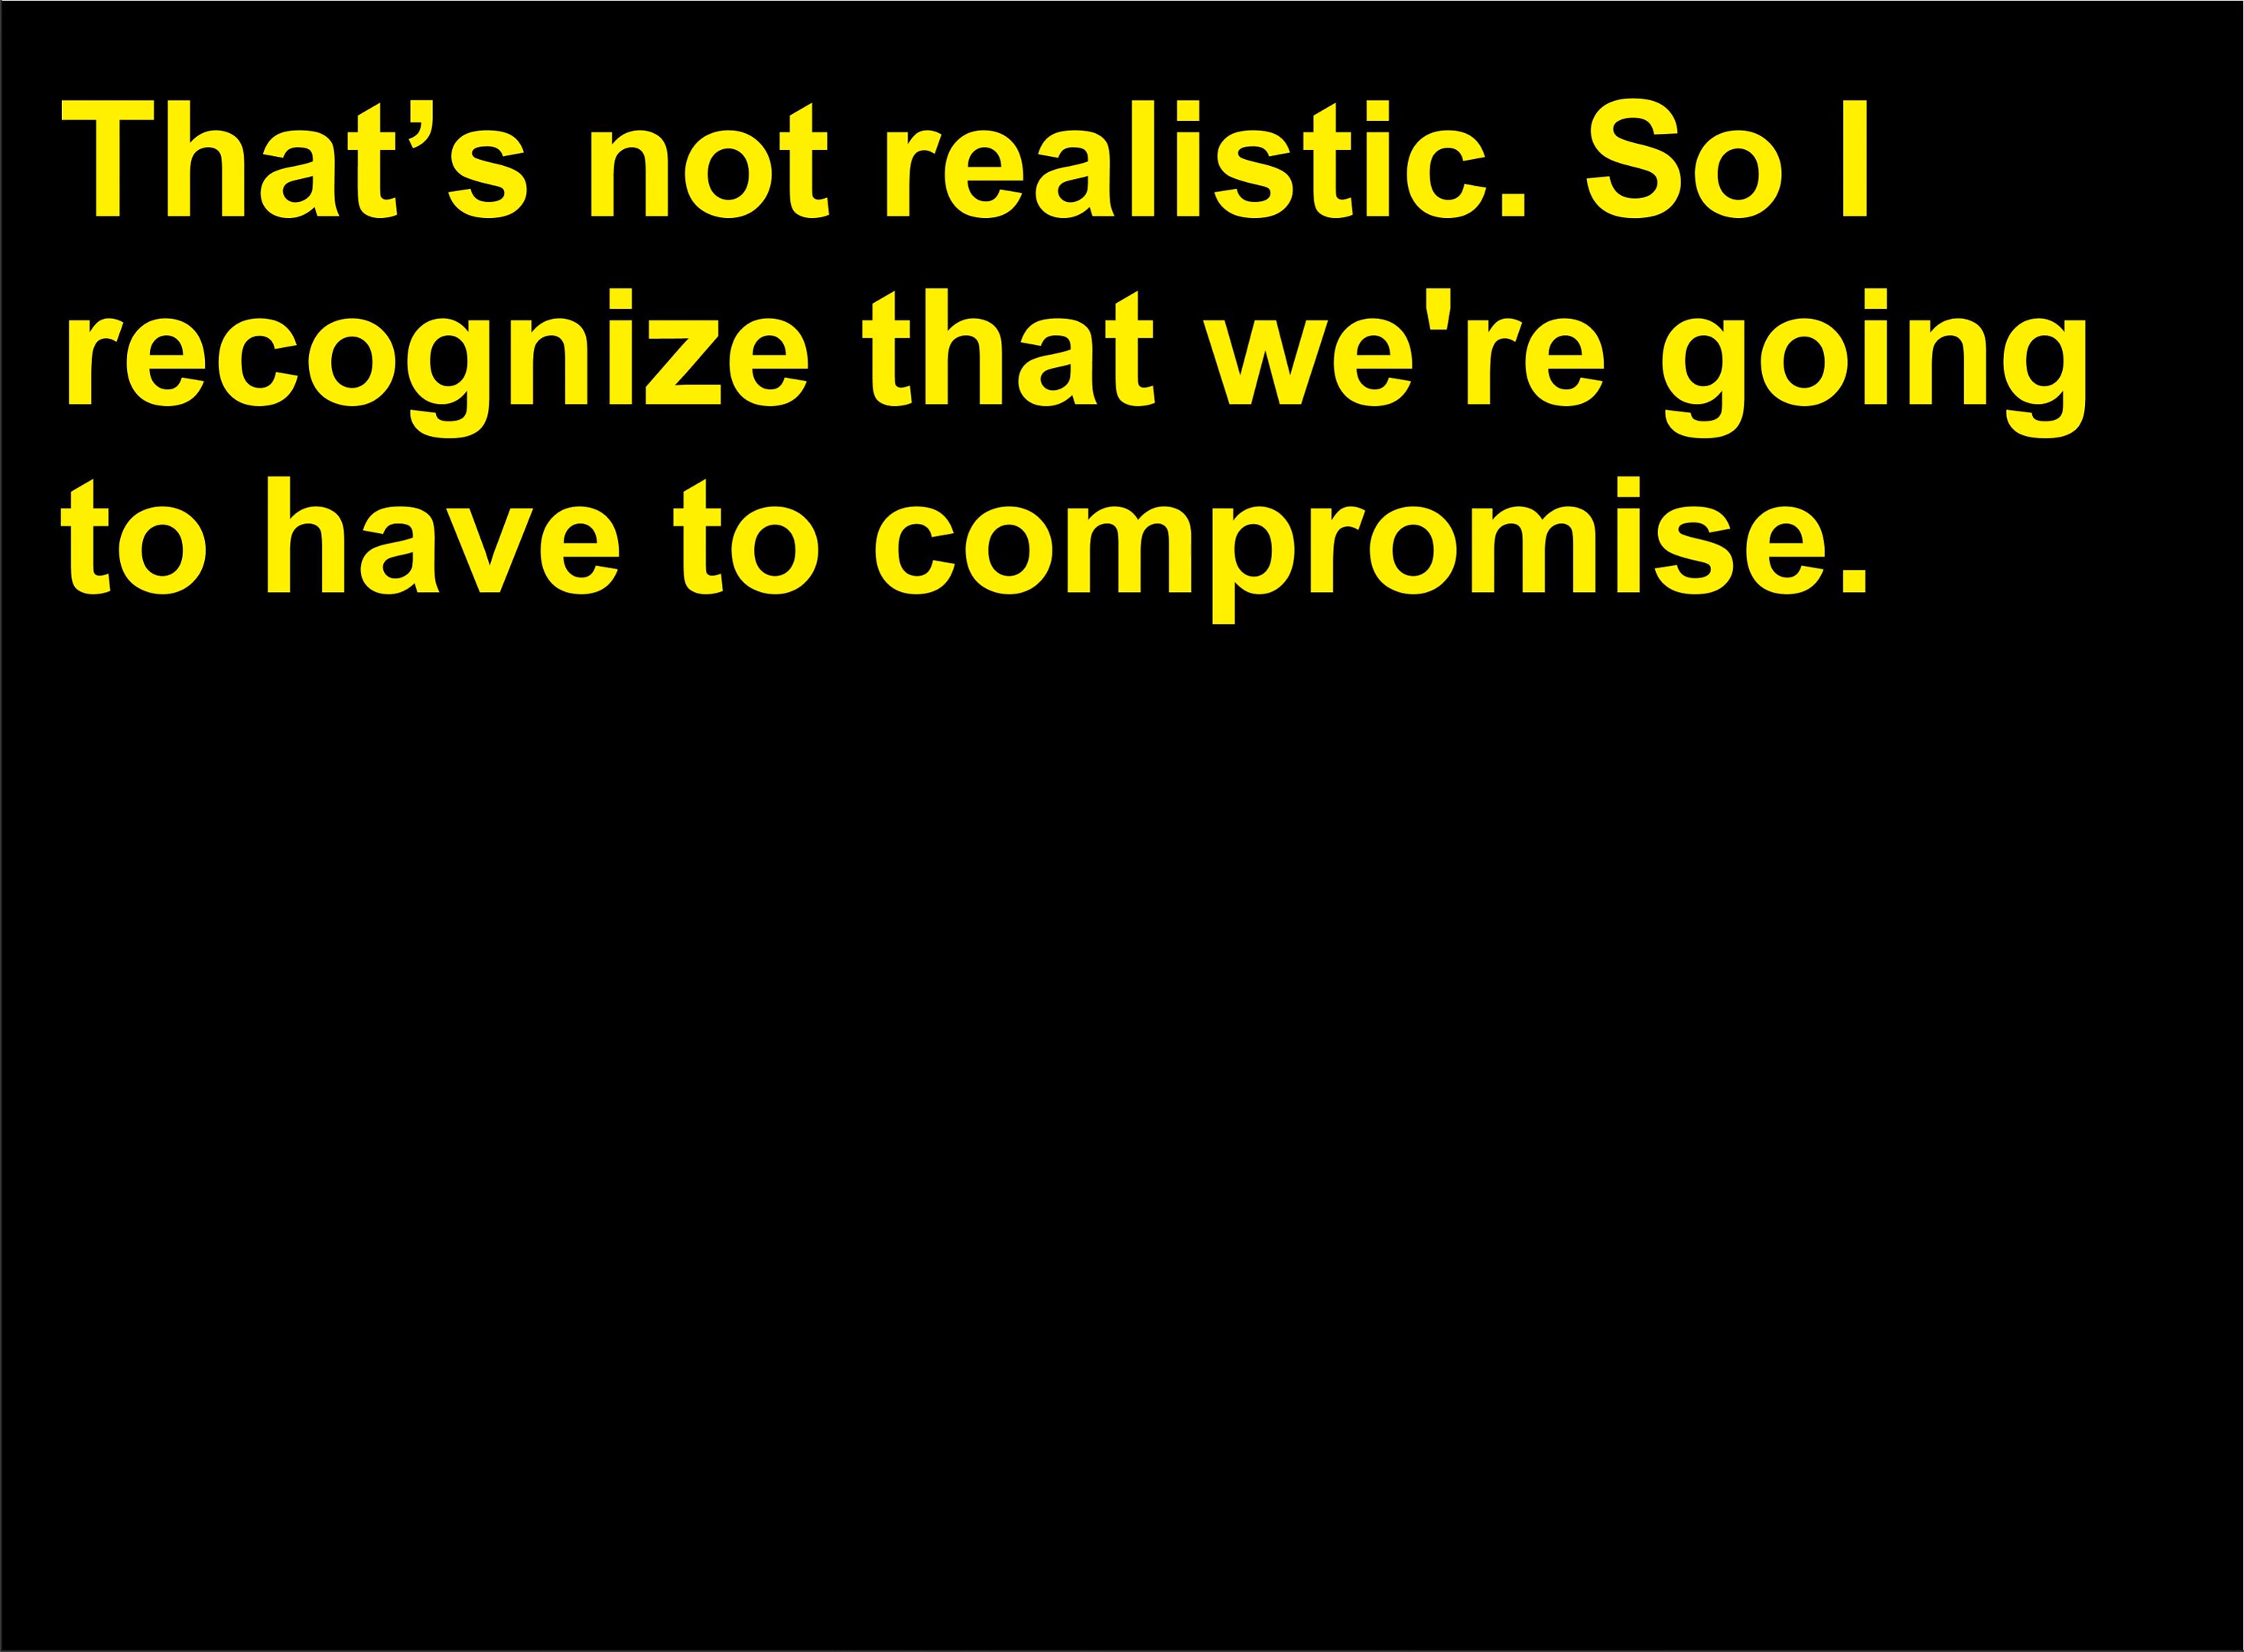 That’s not realistic. So I
recognize that we're going
to have to compromise.